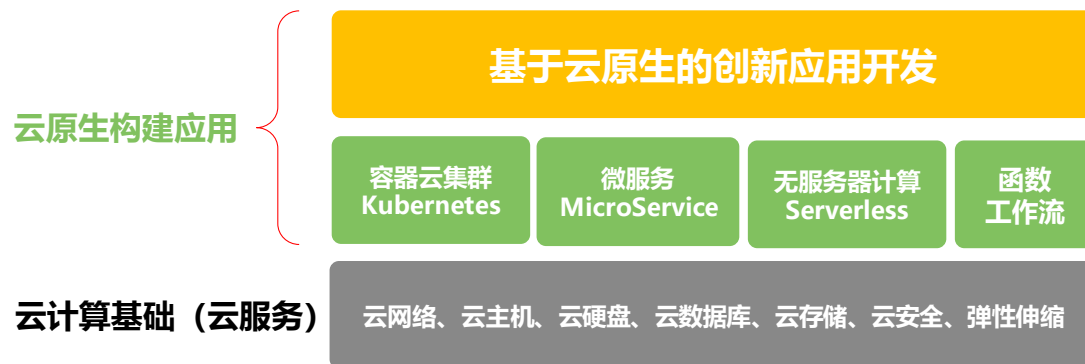 基于云原生的创新应用开发
云原生构建应用
容器云集群
Kubernetes
微服务
MicroService
无服务器计算
Serverless
函数
工作流
云计算基础（云服务）
云网络、云主机、云硬盘、云数据库、云存储、云安全、弹性伸缩